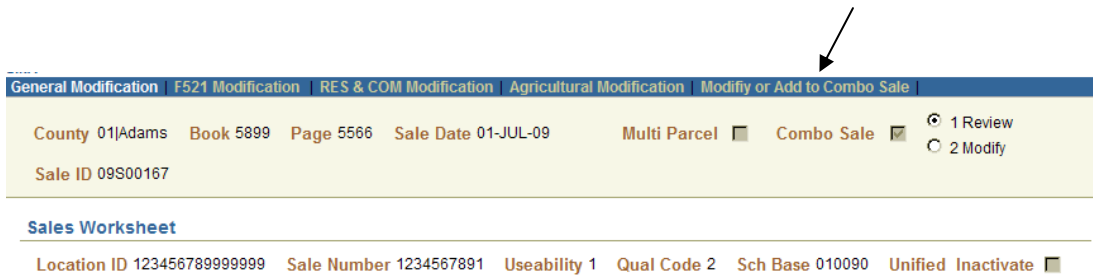 General Modification | F521 Modification | RES & COM Modification | Agricultural Modification | Modifiy or Add to Combo Sale |
County 01|Adams Book 5899 Page 5566 Sale Date 01-JUL-09 Multi Parcel Combo Sale 1 Review
2 Modify
Sale ID 09S00167
Sales Worksheet
Location ID 123456789999999 Sale Number 1234567891 Useability 1 Qual Code 2 Sch Base 010090 Unified Inactivate